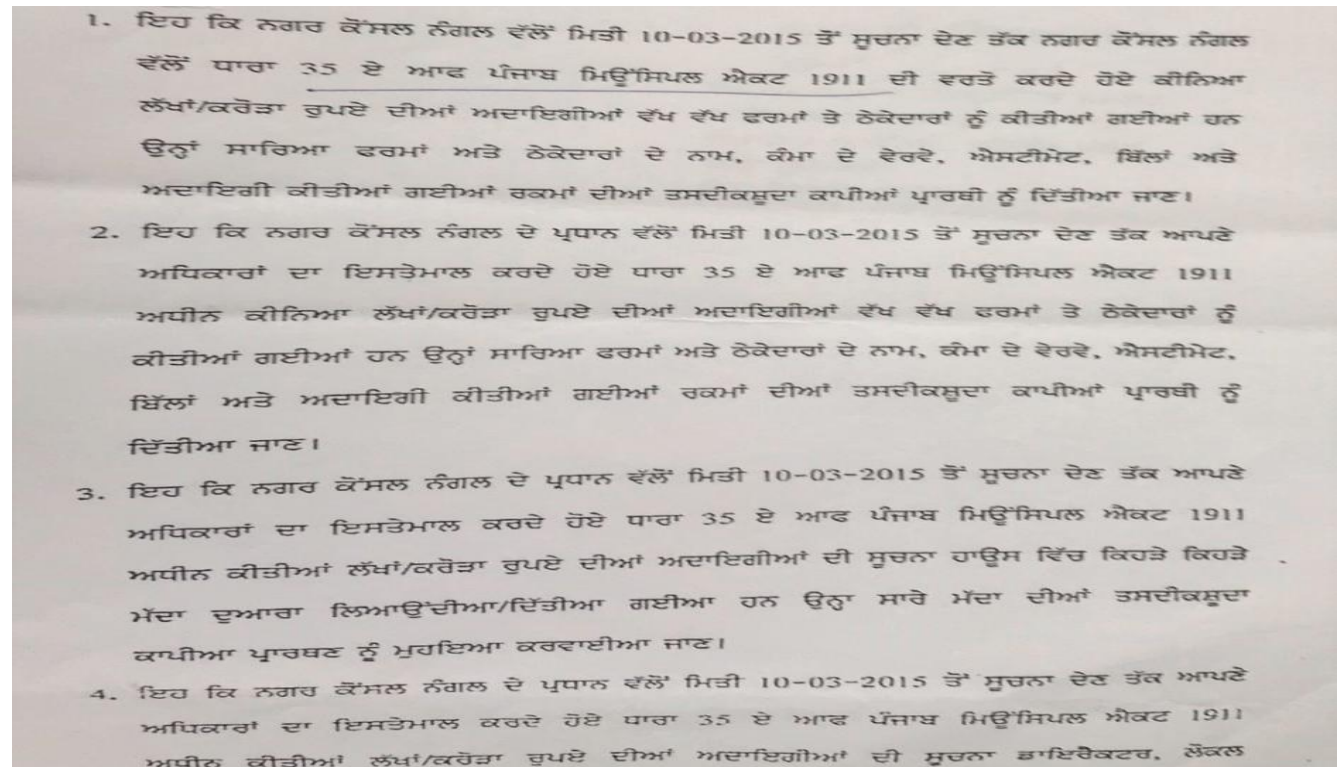 1. ਇਹ ਕਿ ਨਗਰ ਕੌਂਸਲ ਨੰਗਲ ਵੱਲੋਂ ਮਿਤੀ 10-03-2015 ਤੋਂ ਸੂਚਨਾ ਦੇਣ ਤੱਕ ਨਗਰ ਕੌਂਸਲ ਨੰਗਲ
ਵੱਲੋਂ ਧਾਰਾ 35 ਏ ਆਫ ਪੰਜਾਬ ਮਿਊਂਸਿਪਲ ਐਕਟ 1911 ਦੀ ਵਰਤੋ ਕਰਦੇ ਹੋਏ ਕੀਨਿਆ
ਲੱਖਾਂ/ਕਰੋੜਾ ਰੁਪਏ ਦੀਆਂ ਅਦਾਇਗੀਆਂ ਵੱਖ ਵੱਖ ਫਰਮਾਂ ਤੇ ਠੇਕੇਦਾਰਾਂ ਨੂੰ ਕੀਤੀਆਂ ਗਈਆਂ ਹਨ
ਉਨ੍ਹਾਂ ਸਾਰਿਆ ਫਰਮਾਂ ਅਤੇ ਠੇਕੇਦਾਰਾਂ ਦੇ ਨਾਮ, ਕੰਮਾ ਦੇ ਵੇਰਵੇ, ਐਸਟੀਮੇਟ, ਬਿੱਲਾਂ ਅਤੇ
ਅਦਾਇਗੀ ਕੀਤੀਆਂ ਗਈਆਂ ਰਕਮਾਂ ਦੀਆਂ ਤਸਦੀਕਸ਼ੂਦਾ ਕਾਪੀਆਂ ਪ੍ਰਾਰਥੀ ਨੂੰ ਦਿੱਤੀਆ ਜਾਣ।
2. ਇਹ ਕਿ ਨਗਰ ਕੌਂਸਲ ਨੰਗਲ ਦੇ ਪ੍ਰਧਾਨ ਵੱਲੋਂ ਮਿਤੀ 10-03-2015 ਤੋਂ ਸੂਚਨਾ ਦੇਣ ਤੱਕ ਆਪਣੇ
ਅਧਿਕਾਰਾਂ ਦਾ ਇਸਤੇਮਾਲ ਕਰਦੇ ਹੋਏ ਧਾਰਾ 35 ਏ ਆਫ ਪੰਜਾਬ ਮਿਊਂਸਿਪਲ ਐਕਟ 1911
ਅਧੀਨ ਕੀਨਿਆ ਲੱਖਾਂ/ਕਰੋੜਾ ਰੁਪਏ ਦੀਆਂ ਅਦਾਇਗੀਆਂ ਵੱਖ ਵੱਖ ਫਰਮਾਂ ਤੇ ਠੇਕੇਦਾਰਾਂ ਨੂੰ
ਕੀਤੀਆਂ ਗਈਆਂ ਹਨ ਉਨ੍ਹਾਂ ਸਾਰਿਆ ਫਰਮਾਂ ਅਤੇ ਠੇਕੇਦਾਰਾਂ ਦੇ ਨਾਮ, ਕੰਮਾ ਦੇ ਵੇਰਵੇ, ਐਸਟੀਮੇਟ,
ਬਿੱਲਾਂ ਅਤੇ ਅਦਾਇਗੀ ਕੀਤੀਆਂ ਗਈਆਂ ਰਕਮਾਂ ਦੀਆਂ ਤਸਦੀਕਸ਼ੂਦਾ ਕਾਪੀਆਂ ਪ੍ਰਾਰਥੀ ਨੂੰ
ਦਿੱਤੀਆ ਜਾਣ।
3. ਇਹ ਕਿ ਨਗਰ ਕੌਂਸਲ ਨੰਗਲ ਦੇ ਪ੍ਰਧਾਨ ਵੱਲੋਂ ਮਿਤੀ 10-03-2015 ਤੋਂ ਸੂਚਨਾ ਦੇਣ ਤੱਕ ਆਪਣੇ
ਅਧਿਕਾਰਾਂ ਦਾ ਇਸਤੇਮਾਲ ਕਰਦੇ ਹੋਏ ਧਾਰਾ 35 ਏ ਆਫ ਪੰਜਾਬ ਮਿਊਂਸਿਪਲ ਐਕਟ 1911
ਅਧੀਨ ਕੀਤੀਆਂ ਲੱਖਾਂ/ਕਰੋੜਾ ਰੁਪਏ ਦੀਆਂ ਅਦਾਇਗੀਆਂ ਦੀ ਸੂਚਨਾ ਹਾਊਸ ਵਿੱਚ ਕਿਹੜੇ ਕਿਹੜੇ
ਮੱਦਾ ਦੁਆਰਾ ਲਿਆਉਂਦੀਆ/ਦਿੱਤੀਆ ਗਈਆ ਹਨ ਉਨ੍ਹਾ ਸਾਰੇ ਮੱਦਾ ਦੀਆਂ ਤਸਦੀਕਸ਼ੂਦਾ
ਕਾਪੀਆ ਪ੍ਰਾਰਥਣ ਨੂੰ ਮੁਹਇਆ ਕਰਵਾਈਆ ਜਾਣ।
4. ਇਹ ਕਿ ਨਗਰ ਕੌਂਸਲ ਨੰਗਲ ਦੇ ਪ੍ਰਧਾਨ ਵੱਲੋਂ ਮਿਤੀ 10-03-2015 ਤੋਂ ਸੂਚਨਾ ਦੇਣ ਤੱਕ ਆਪਣੇ
ਅਧਿਕਾਰਾਂ ਦਾ ਇਸਤੇਮਾਲ ਕਰਦੇ ਹੋਏ ਧਾਰਾ 35 ਏ ਆਫ ਪੰਜਾਬ ਮਿਊਂਸਿਪਲ ਐਕਟ 1911
ਅਧੀਨ ਕੀਤੀਆਂ ਲੱਖਾਂ/ਕਰੋੜਾ ਰੁਪਏ ਦੀਆਂ ਅਦਾਇਗੀਆਂ ਦੀ ਸੂਚਨਾ ਡਾਇਰੈਕਟਰ, ਲੋਕਲ